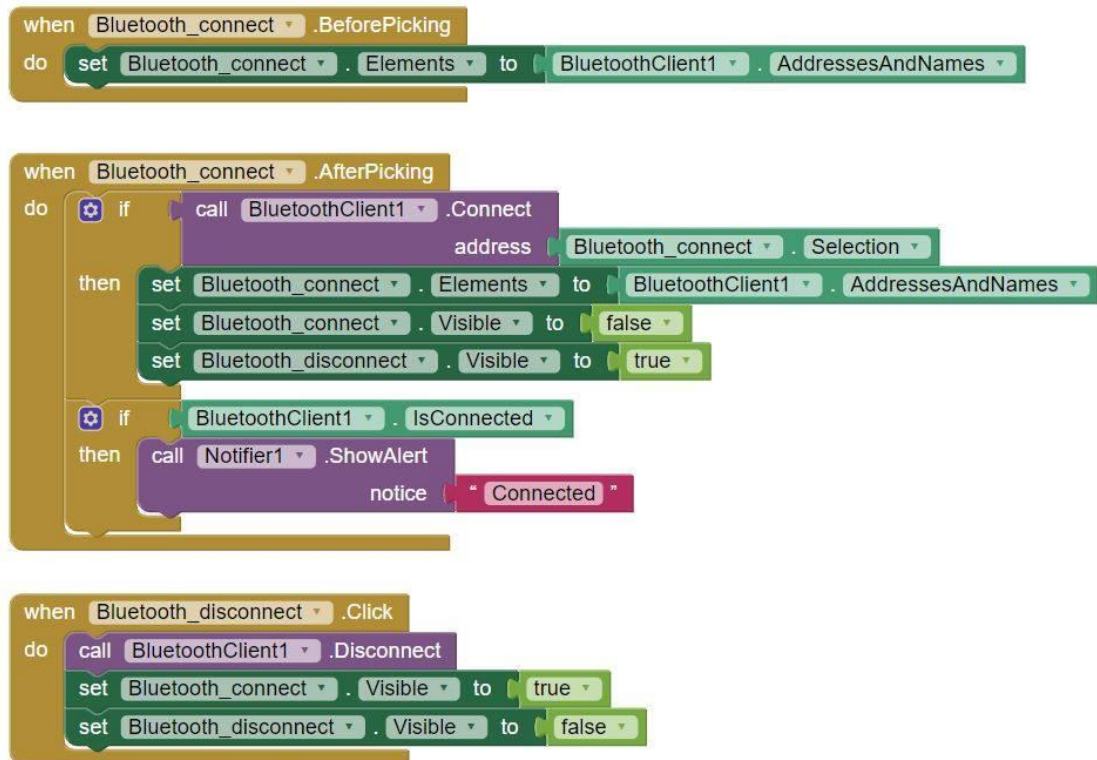 when Bluetooth_connect .BeforePicking
do set Bluetooth_connect . Elements to BluetoothClient1 . AddressesAndNames
when Bluetooth_connect .AfterPicking
do if call BluetoothClient1 .Connect
address Bluetooth_connect . Selection
then set Bluetooth_connect . Elements to BluetoothClient1 . AddressesAndNames
set Bluetooth_connect . Visible to false
set Bluetooth_disconnect . Visible to true
if BluetoothClient1 . IsConnected
then call Notifier1 .ShowAlert
notice “ Connected ”
when Bluetooth_disconnect .Click
do call BluetoothClient1 .Disconnect
set Bluetooth_connect . Visible to true
set Bluetooth_disconnect . Visible to false